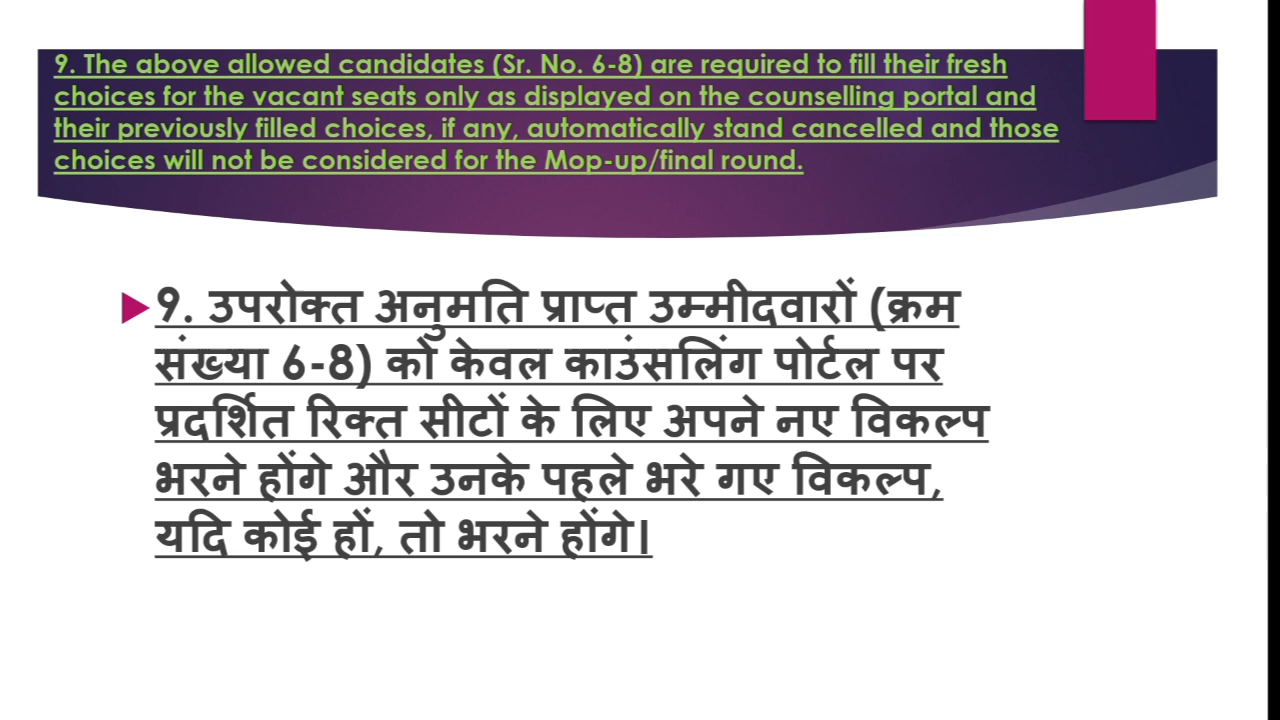 9. The above allowed candidates (Sr. No. 6-8) are required to fill their fresh
choices for the vacant seats only as displayed on the counselling portal and
their previously filled choices, if any, automatically stand cancelled and those
choices will not be considered for the Mop-up/final round.
9. उपरोक्त अनुमति प्राप्त उम्मीदवारों (क्रम
संख्या 6-8) को केवल काउंसलिंग पोर्टल पर
प्रदर्शित रिक्त सीटों के लिए अपने नए विकल्प
भरने होंगे और उनके पहले भरे गए विकल्प,
यदि कोई हों, तो भरने होंगे।